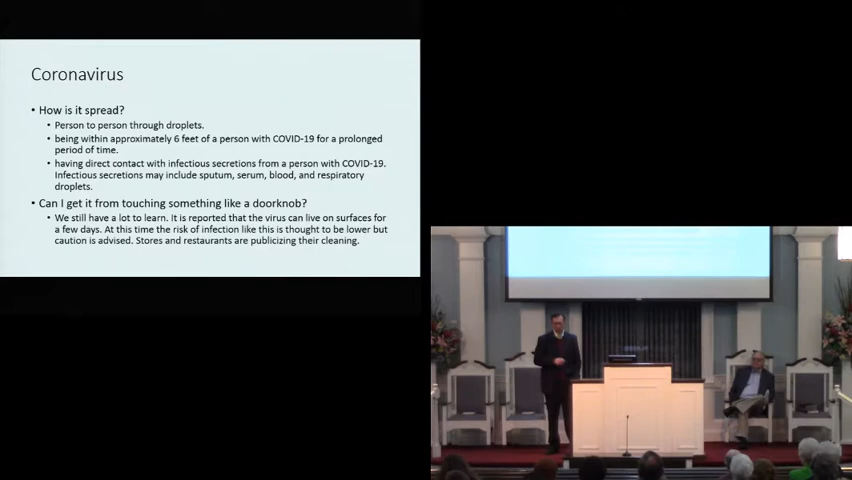 Coronavirus
• How is it spread?
• Person to person through droplets.
• being within approximately 6 feet of a person with COVID-19 for a prolonged
period of time.
• having direct contact with infectious secretions from a person with COVID-19.
Infectious secretions may include sputum, serum, blood, and respiratory
droplets.
• Can I get it from touching something like a doorknob?
• We still have a lot to learn. It is reported that the virus can live on surfaces for
a few days. At this time the risk of infection like this is thought to be lower but
caution is advised. Stores and restaurants are publicizing their cleaning.